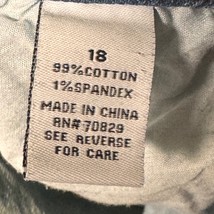 18
99%COTTON
1%SPANDEX
MADE IN CHINA
RN#70829
SEE REVERSE
FOR CARE